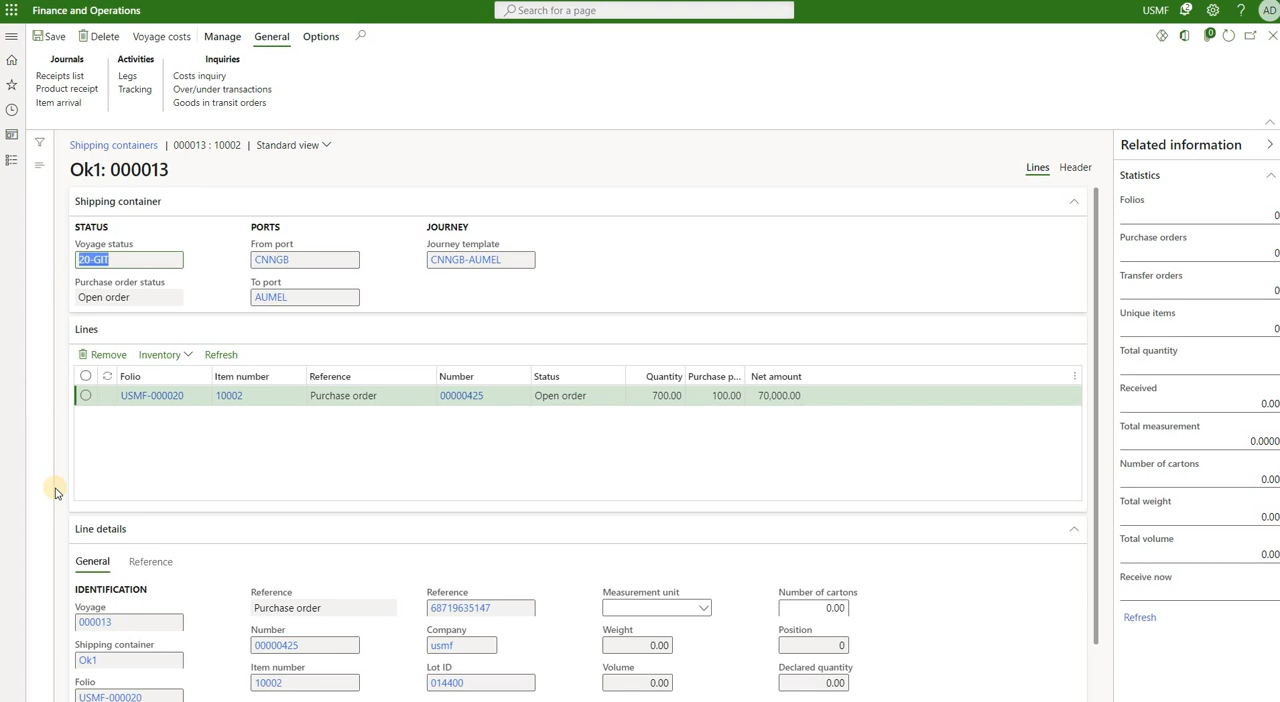 Finance and Operations
Search for a page
USMF
2
?
AD
Save
Delete
Voyage costs
Manage
General
Options
0
Journals
Receipts list
Product receipt
Item arrival
Activities
Legs
Tracking
Inquiries
Costs inquiry
Over/under transactions
Goods in transit orders
Shipping containers | 000013 : 10002 | Standard view
Ok1: 000013
Lines
Header
Shipping container
STATUS
Voyage status
20-GIT
Purchase order status
Open order
PORTS
From port
CNNGB
To port
AUMEL
JOURNEY
Journey template
CNNGB-AUMEL
Lines
Remove
Inventory
Refresh
Folio Item number Reference Number Status Quantity Purchase p... Net amount
USMF-000020 10002 Purchase order 00000425 Open order 700.00 100.00 70,000.00
Line details
General
Reference
IDENTIFICATION
Voyage
000013
Shipping container
Ok1
Folio
USMF-000020
Reference
Purchase order
Number
00000425
Item number
10002
Reference
68719635147
Company
usmf
Lot ID
014400
Measurement unit
Weight
0.00
Volume
0.00
Number of cartons
0.00
Position
0
Declared quantity
0.00
Related information
Statistics
Folios
0
Purchase orders
0
Transfer orders
0
Unique items
0
Total quantity
Received
0.00
Total measurement
0.0000
Number of cartons
0.00
Total weight
0.00
Total volume
0.00
Receive now
Refresh